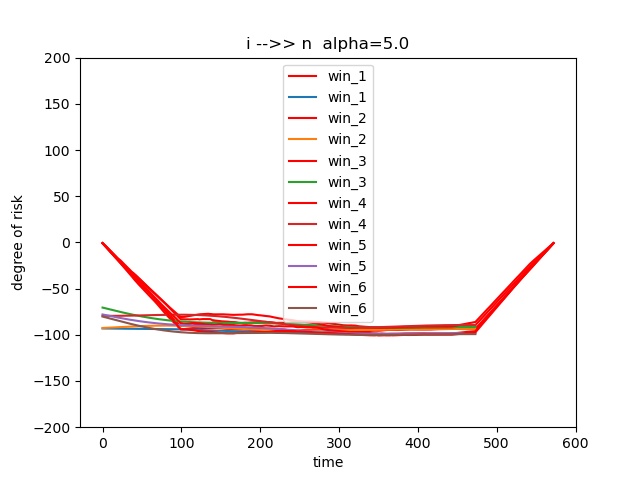 i -->> n  alpha=5.0
200
150
100
50
0
−50
−100
−150
−200
degree of risk
win_1
win_1
win_2
win_2
win_3
win_3
win_4
win_4
win_5
win_5
win_6
win_6
0 100 200 300 400 500 600
time